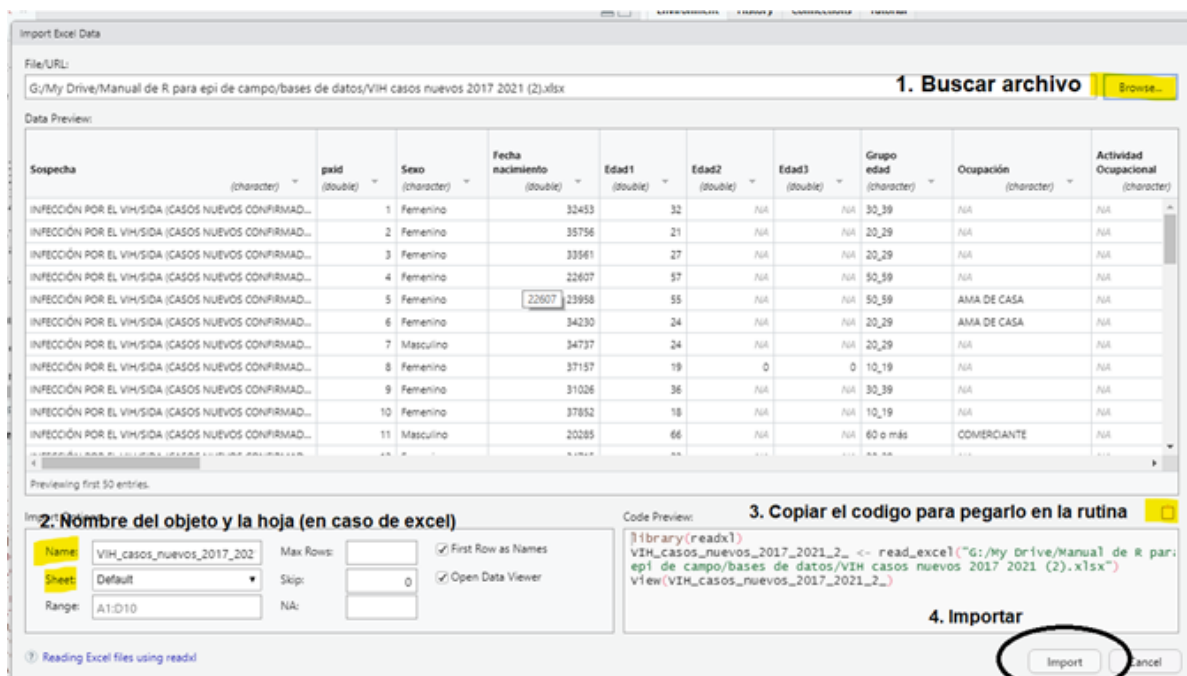 Environment History Connections Tutorial
Import Excel Data
File/URL:
G:/My Drive/Manual de R para epi de campo/bases de datos/VIH casos nuevos 2017 2021 (2).xlsx
1. Buscar archivo
Browse...
Data Preview:
Sospecha (character) pxid (double) Sexo (character) Fecha nacimiento (double) Edad1 (double) Edad2 (double) Edad3 (double) Grupo edad (character) Ocupación (character) Actividad Ocupacional (character)
INFECCIÓN POR EL VIH/SIDA (CASOS NUEVOS CONFIRMAD... 1 Femenino 32453 32 NA NA 30_39 NA NA
INFECCIÓN POR EL VIH/SIDA (CASOS NUEVOS CONFIRMAD... 2 Femenino 35756 21 NA NA 20_29 NA NA
INFECCIÓN POR EL VIH/SIDA (CASOS NUEVOS CONFIRMAD... 3 Femenino 33561 27 NA NA 20_29 NA NA
INFECCIÓN POR EL VIH/SIDA (CASOS NUEVOS CONFIRMAD... 4 Femenino 22607 57 NA NA 50_59 NA NA
INFECCIÓN POR EL VIH/SIDA (CASOS NUEVOS CONFIRMAD... 5 Femenino 22607 23958 55 NA NA 50_59 AMA DE CASA NA
INFECCIÓN POR EL VIH/SIDA (CASOS NUEVOS CONFIRMAD... 6 Femenino 34230 24 NA NA 20_29 AMA DE CASA NA
INFECCIÓN POR EL VIH/SIDA (CASOS NUEVOS CONFIRMAD... 7 Masculino 34737 24 NA NA 20_29 NA NA
INFECCIÓN POR EL VIH/SIDA (CASOS NUEVOS CONFIRMAD... 8 Femenino 37157 19 0 0 10_19 NA NA
INFECCIÓN POR EL VIH/SIDA (CASOS NUEVOS CONFIRMAD... 9 Femenino 31026 36 NA NA 30_39 NA NA
INFECCIÓN POR EL VIH/SIDA (CASOS NUEVOS CONFIRMAD... 10 Femenino 37852 18 NA NA 10_19 NA NA
INFECCIÓN POR EL VIH/SIDA (CASOS NUEVOS CONFIRMAD... 11 Masculino 20285 66 NA NA 60 o más COMERCIANTE NA
Previewing first 50 entries.
2. Nombre del objeto y la hoja (en caso de excel)
Name: VIH_casos_nuevos_2017_202 Max Rows: First Row as Names
Sheet: Default Skip: 0 Open Data Viewer
Range: A1:D10 NA:
Code Preview:
3. Copiar el codigo para pegarlo en la rutina
library(readxl)
VIH_casos_nuevos_2017_2021_2_ <- read_excel("G:/My Drive/Manual de R para
epi de campo/bases de datos/VIH casos nuevos 2017 2021 (2).xlsx")
View(VIH_casos_nuevos_2017_2021_2_)
4. Importar
Reading Excel files using readxl
Import
Cancel